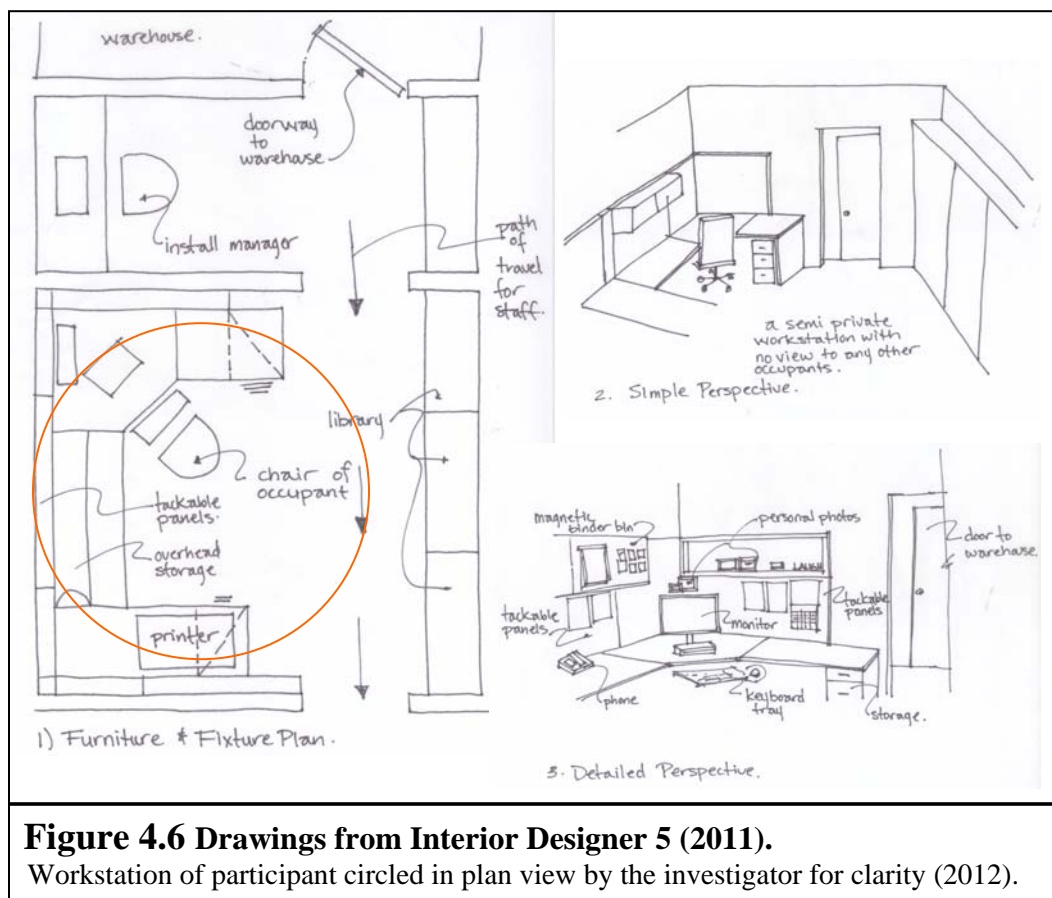 warehouse.
doorway
to
warehouse
install manager
path
of
travel
for
staff.
library
chair of
occupant
tackable
panels.
overhead
storage
printer
1) Furniture & Fixture Plan.
a semi private
workstation with
no view to any other
occupants.
2. Simple Perspective.
magnetic
binder bin
personal photos
door to
warehouse.
LAUGH
tackable
panels
monitor
tackable
panels
phone
keyboard
tray
storage.
3. Detailed Perspective.
Figure 4.6 Drawings from Interior Designer 5 (2011).
Workstation of participant circled in plan view by the investigator for clarity (2012).